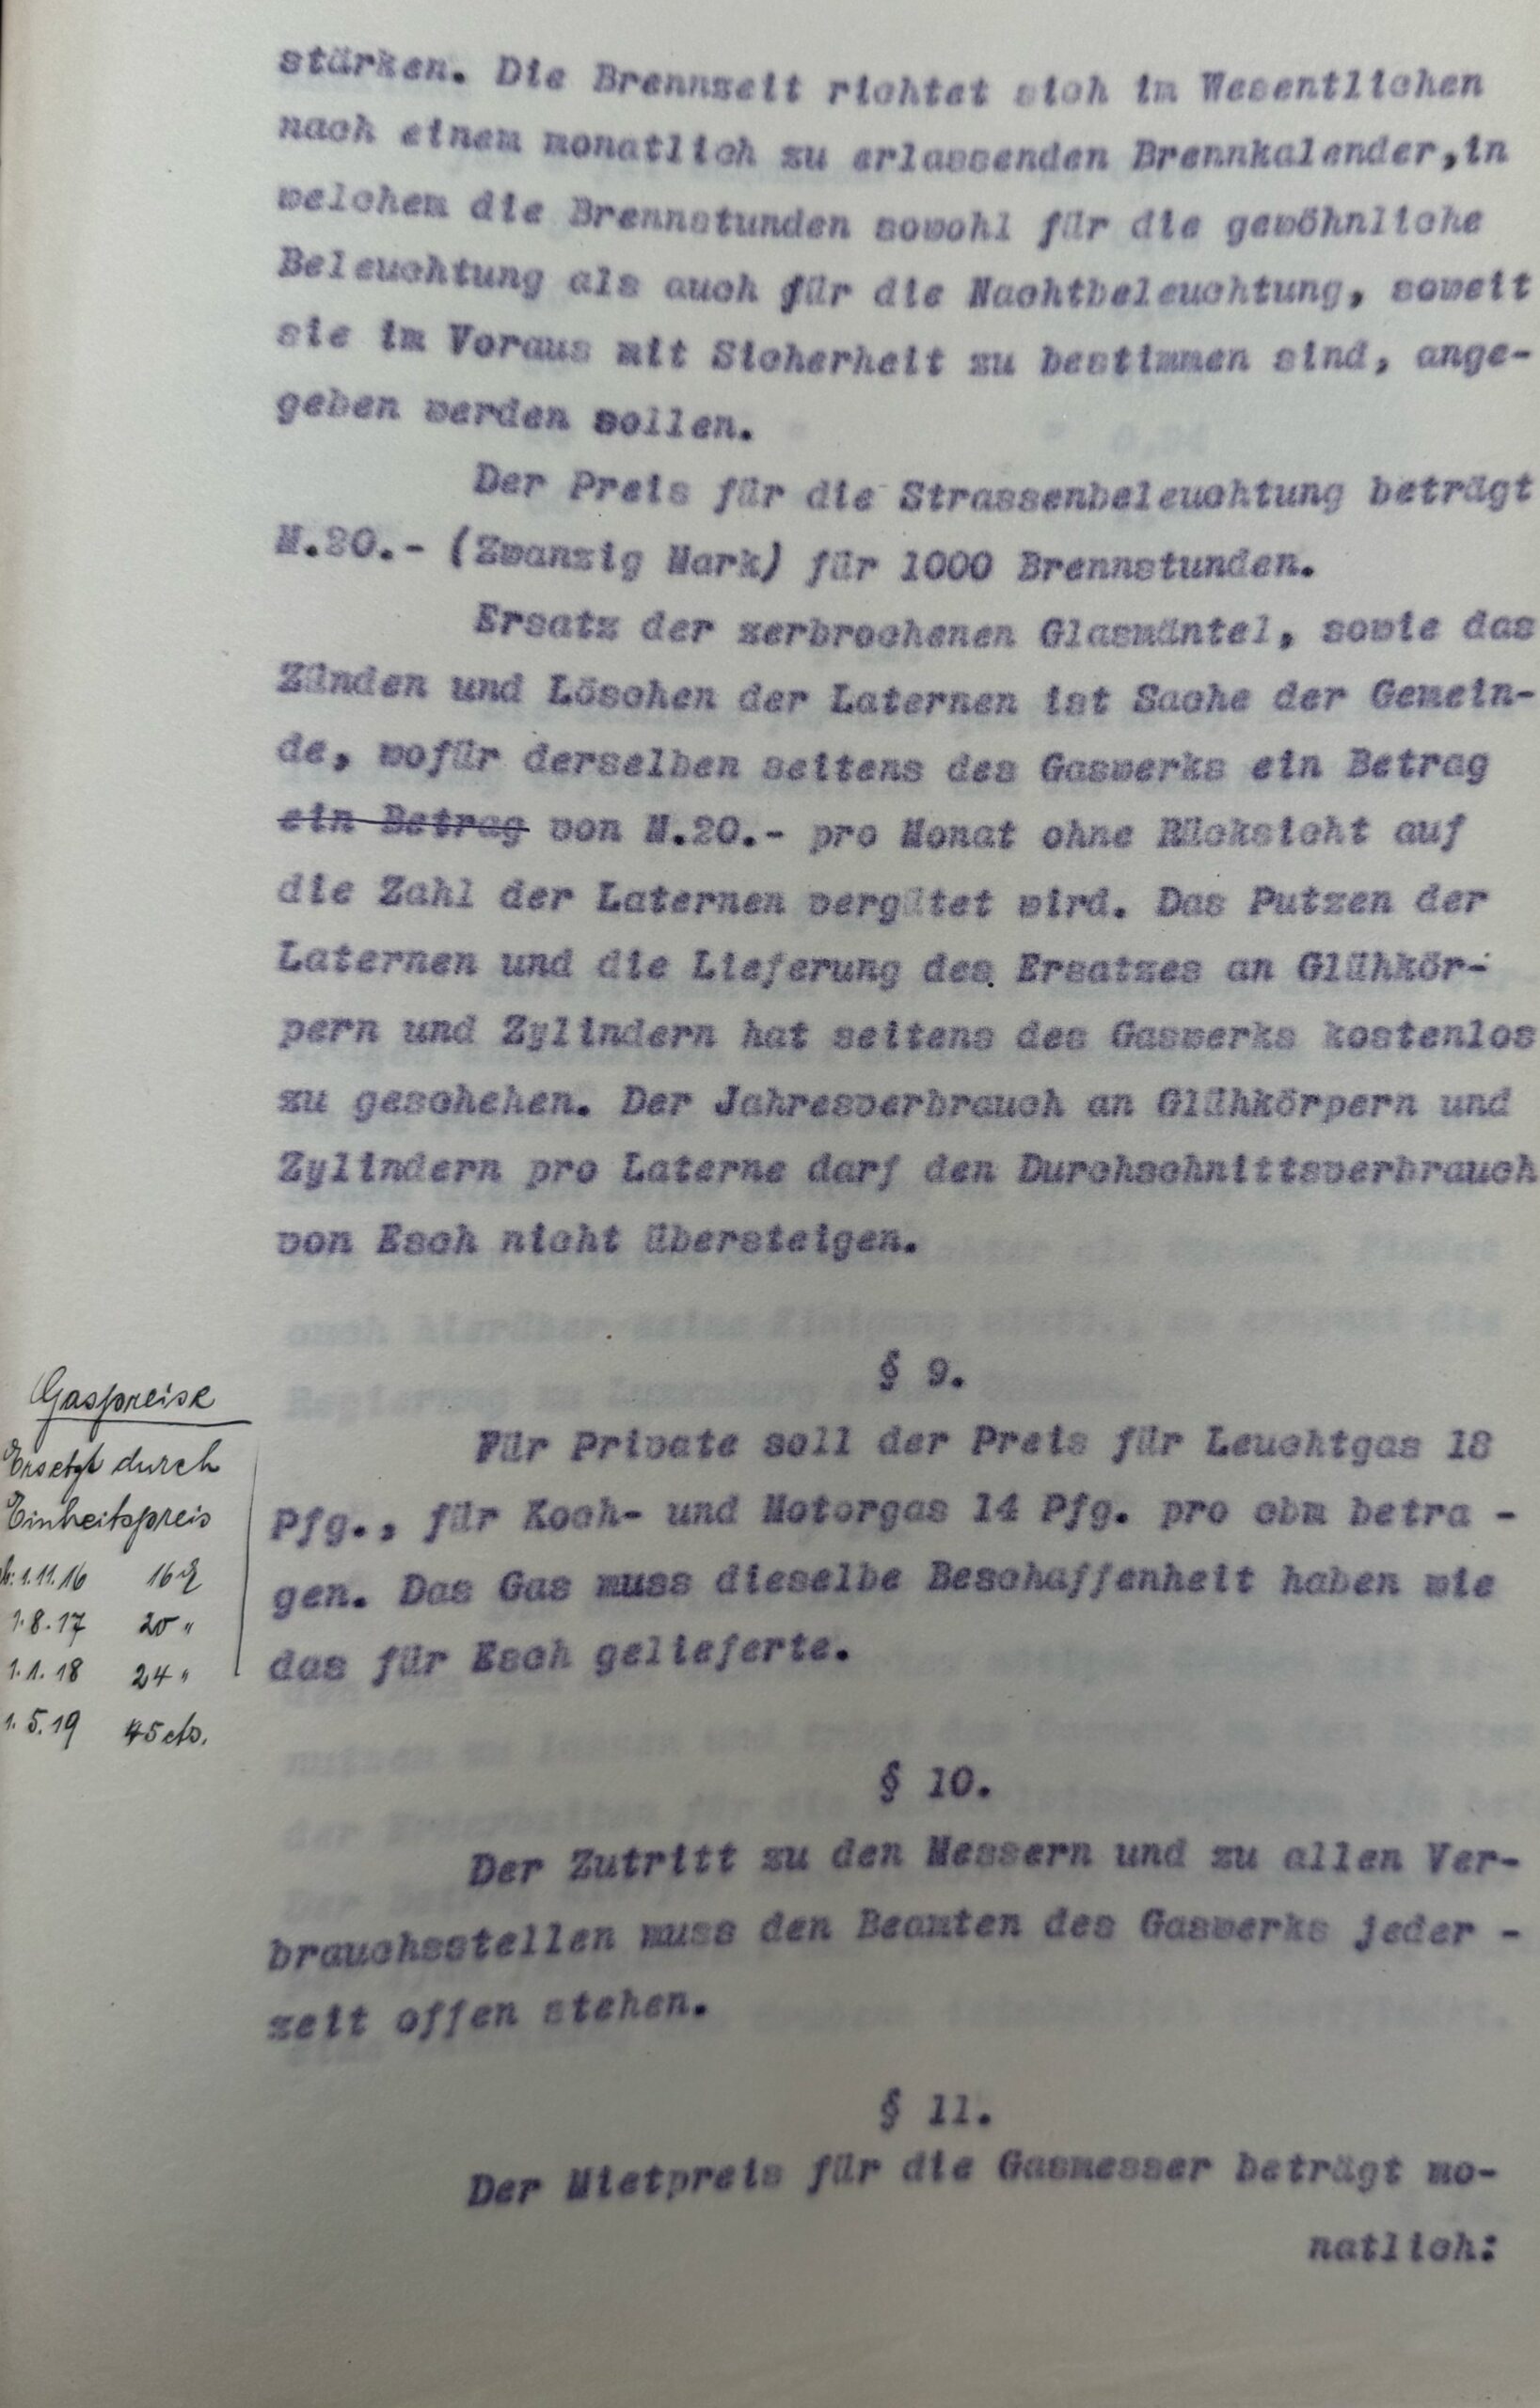 stärken. Die Brennzeit richtet sich im Wesentlichen
nach einem monatlich zu erlassenden Brennkalender,in
welchem die Brennstunden sowohl für die gewöhnliche
Beleuchtung als auch für die Nachtbeleuchtung, soweit
sie im Voraus mit Sicherheit zu bestimmen sind, ange-
geben werden sollen.
Der Preis für die Strassenbeleuchtung beträgt
M.20.- (Zwanzig Mark) für 1000 Brennstunden.
Ersatz der zerbrochenen Glasmäntel, sowie das
Zünden und Löschen der Laternen ist Sache der Gemein-
de, wofür derselben seitens des Gaswerks ein Betrag
ein Betrag von M.20.- pro Monat ohne Rücksicht auf
die Zahl der Laternen vergütet wird. Das Putzen der
Laternen und die Lieferung des Ersatzes an Glühkör-
pern und Zylindern hat seitens des Gaswerks kostenlos
zu geschehen. Der Jahresverbrauch an Glühkörpern und
Zylindern pro Laterne darf den Durchschnittsverbrauch
von Esch nicht übersteigen.
§ 9.
Gaspreise
Ersetzt durch
Einheitspreis
1.11.16 16
1.8.17 20 "
1.1.18 24 "
1.5.19 45 cts.
Für Private soll der Preis für Leuchtgas 18
Pfg., für Koch- und Motorgas 14 Pfg. pro cbm betra -
gen. Das Gas muss dieselbe Beschaffenheit haben wie
das für Esch gelieferte.
§ 10.
Der Zutritt zu den Messern und zu allen Ver-
brauchsstellen muss den Beamten des Gaswerks jeder -
zeit offen stehen.
§ 11.
Der Mietpreis für die Gasmesser beträgt mo-
natlich: